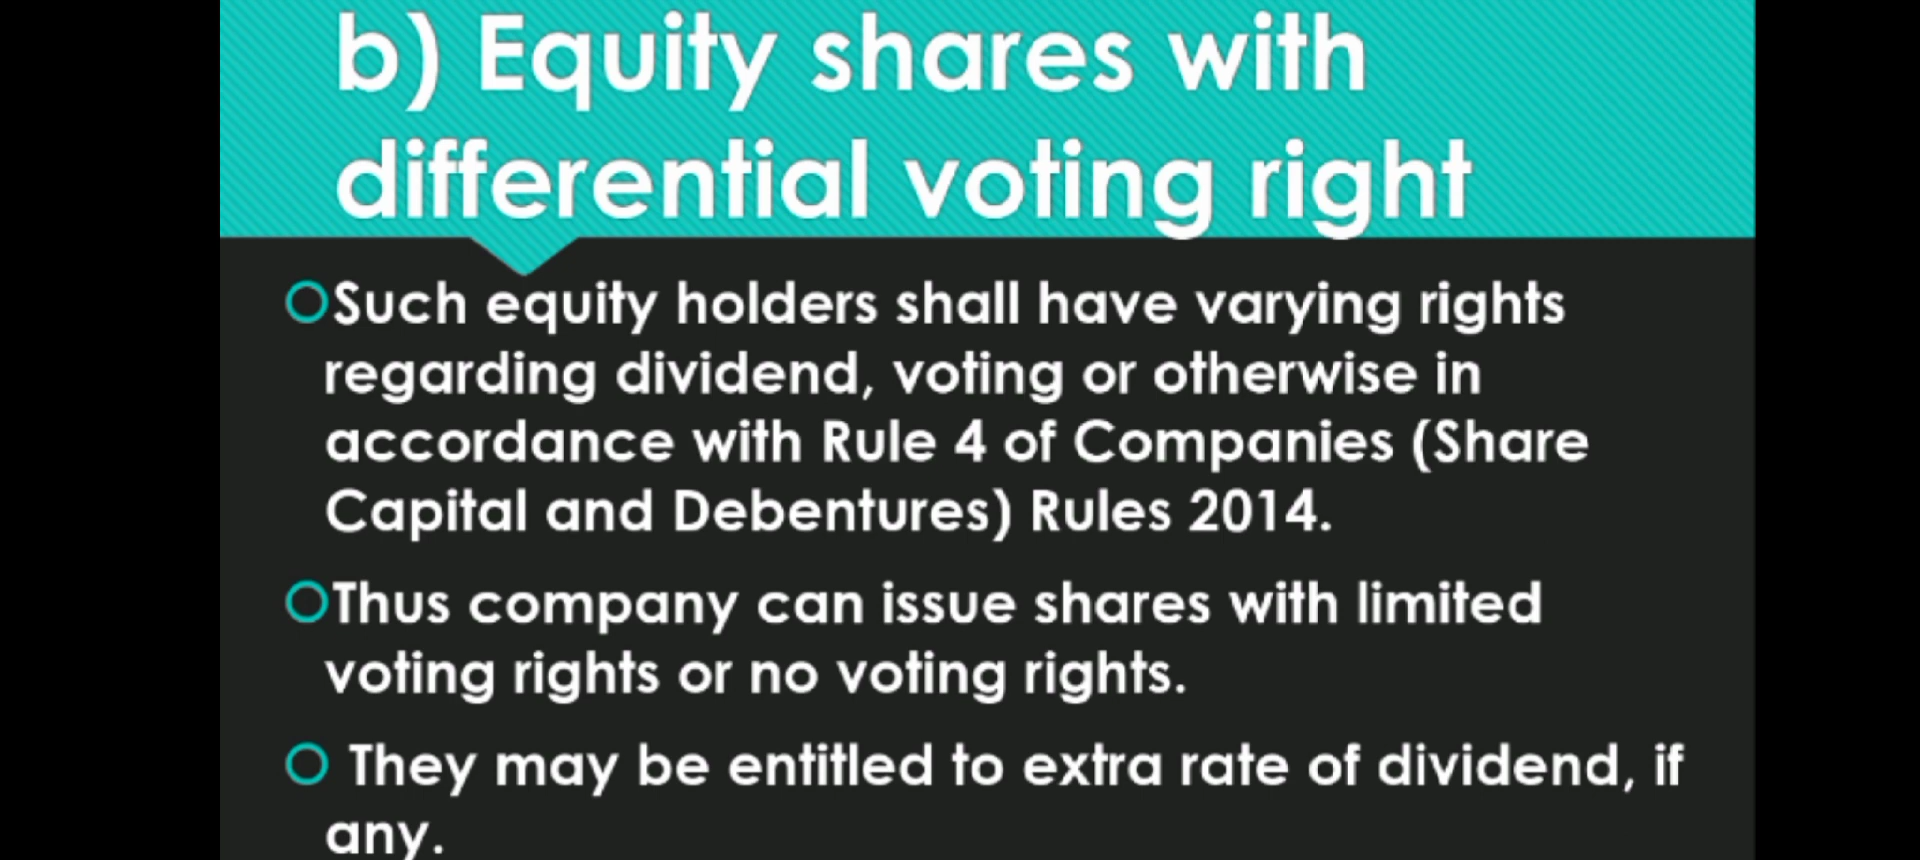 b) Equity shares with
differential voting right
Such equity holders shall have varying rights
regarding dividend, voting or otherwise in
accordance with Rule 4 of Companies (Share
Capital and Debentures) Rules 2014.
Thus company can issue shares with limited
voting rights or no voting rights.
They may be entitled to extra rate of dividend, if
any.